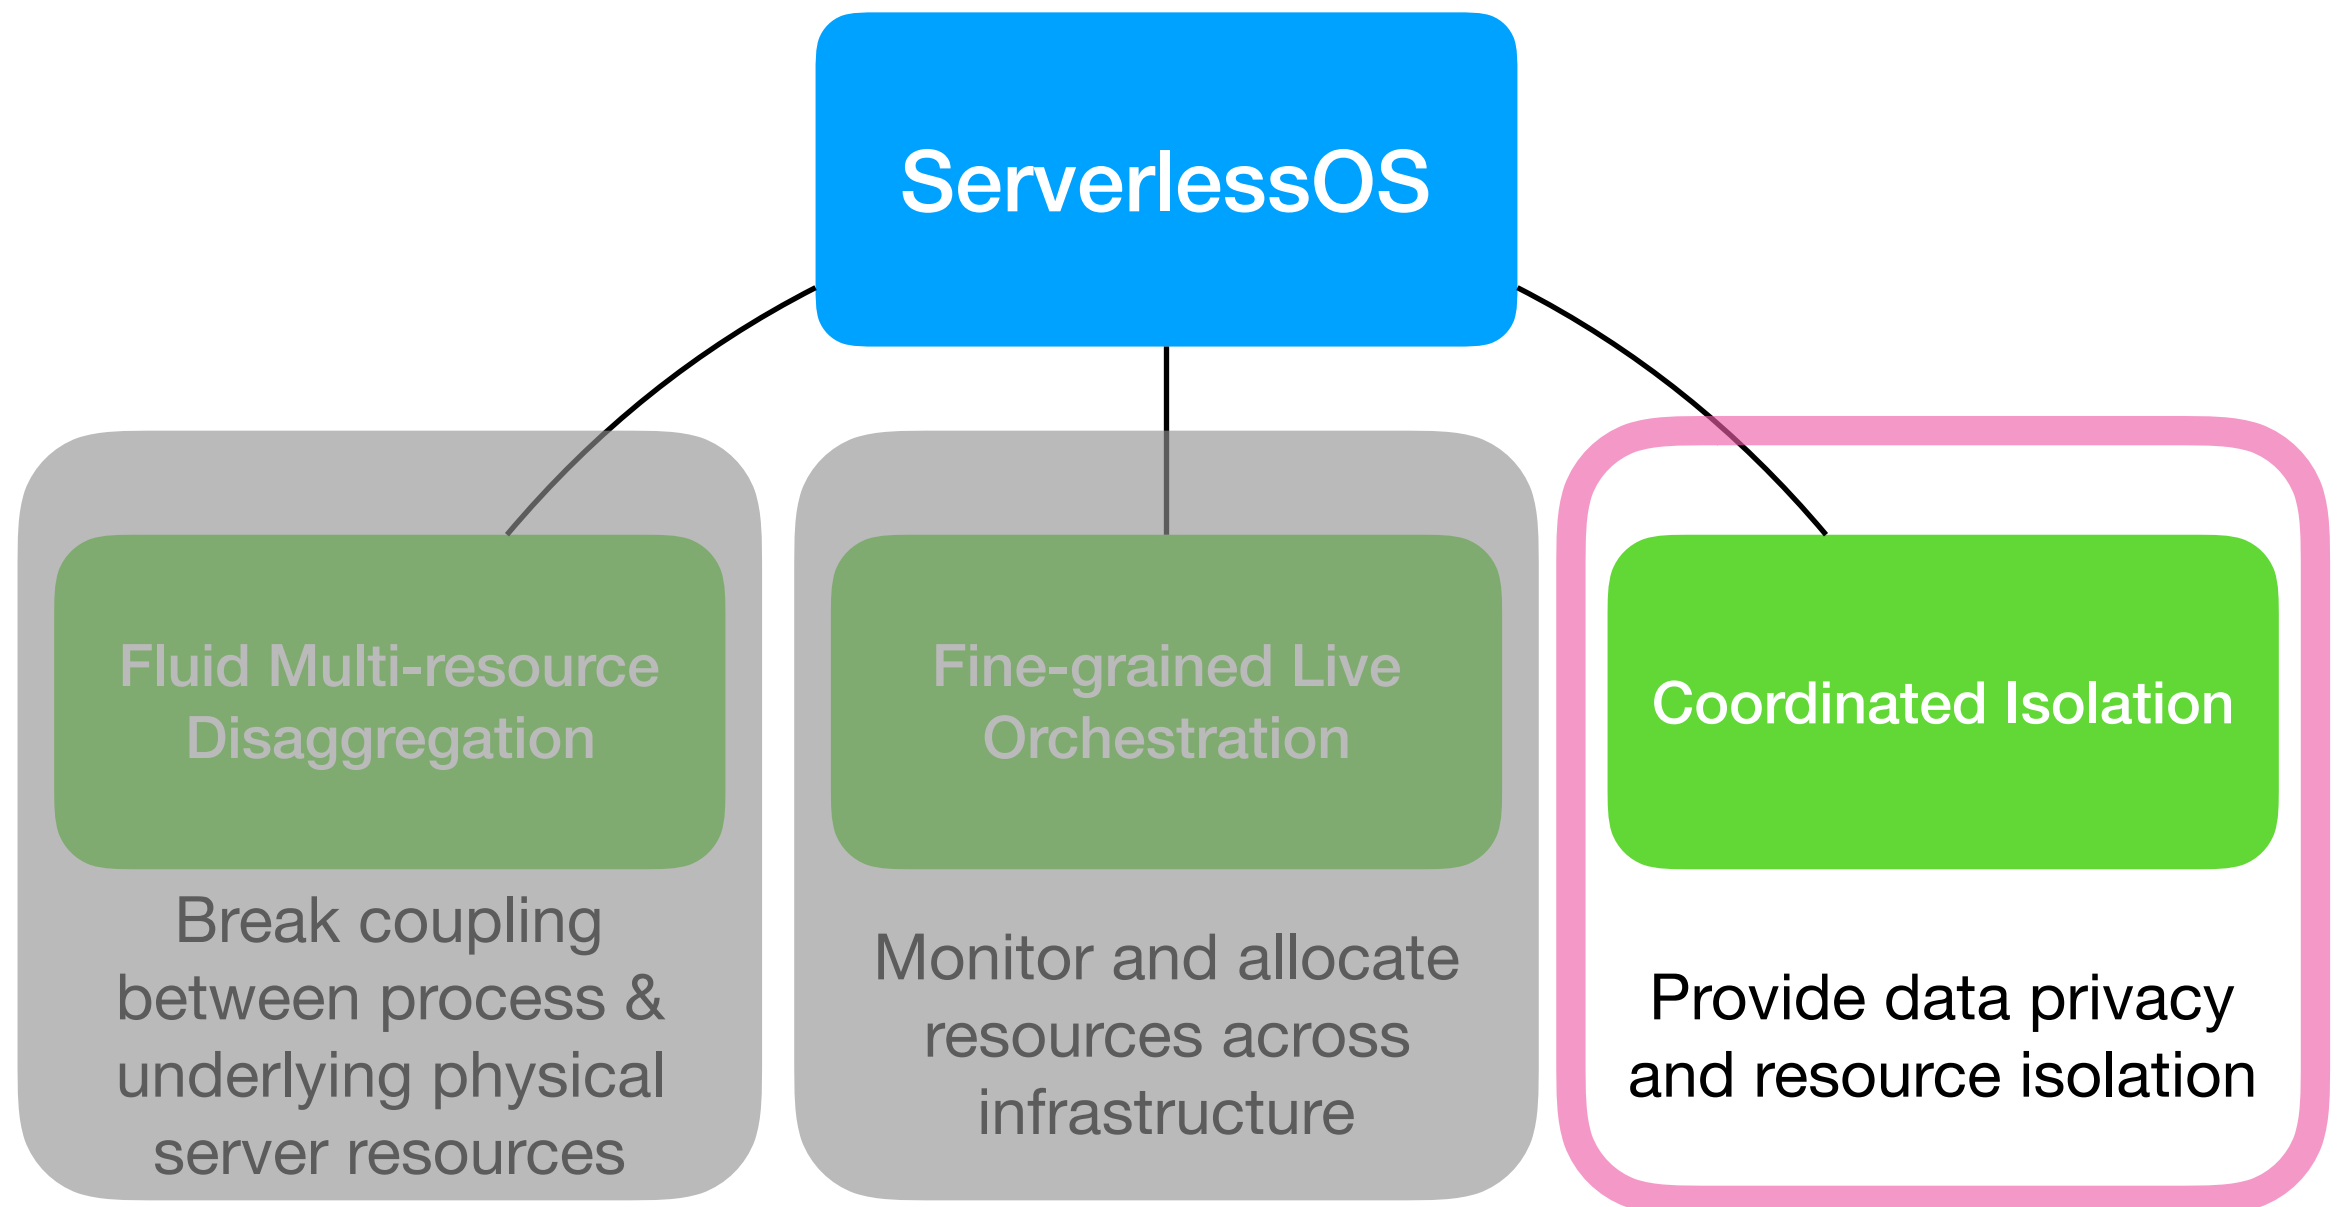 ServerlessOS
Fluid Multi-resource
Disaggregation
Break coupling
between process &
underlying physical
server resources
Fine-grained Live
Orchestration
Monitor and allocate
resources across
infrastructure
Coordinated Isolation
Provide data privacy
and resource isolation